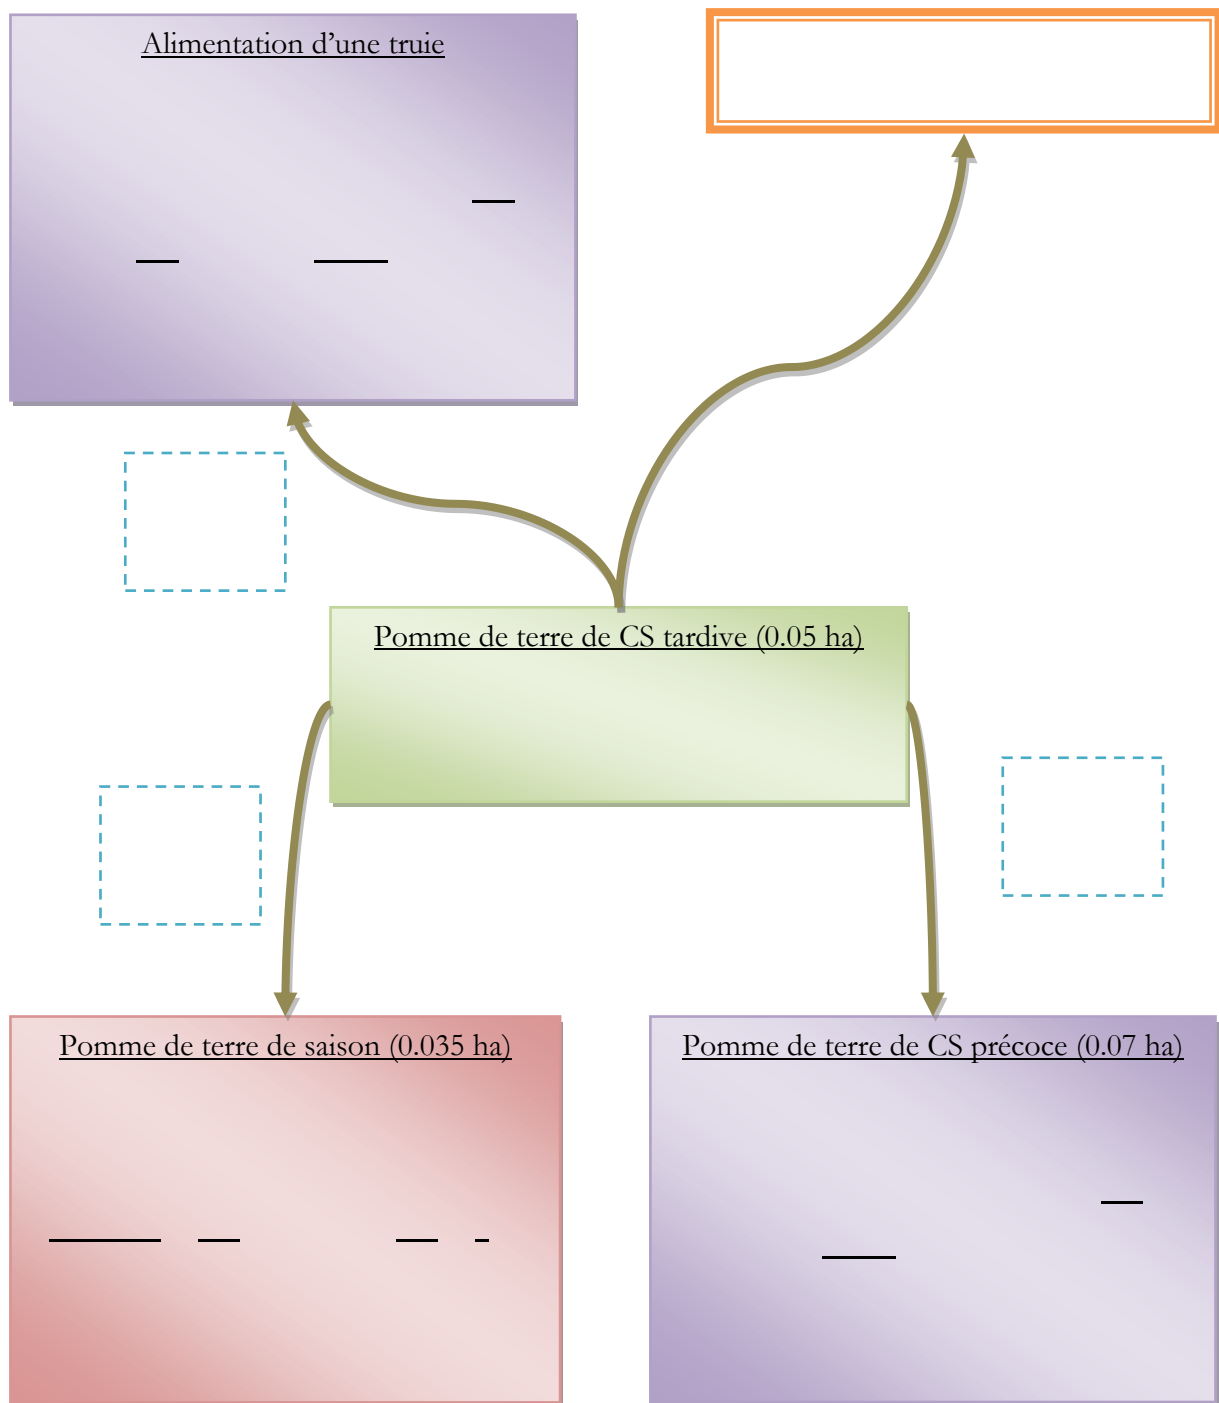 Alimentation d’une truie
Pomme de terre de CS tardive (0.05 ha)
Pomme de terre de saison (0.035 ha)
Pomme de terre de CS précoce (0.07 ha)